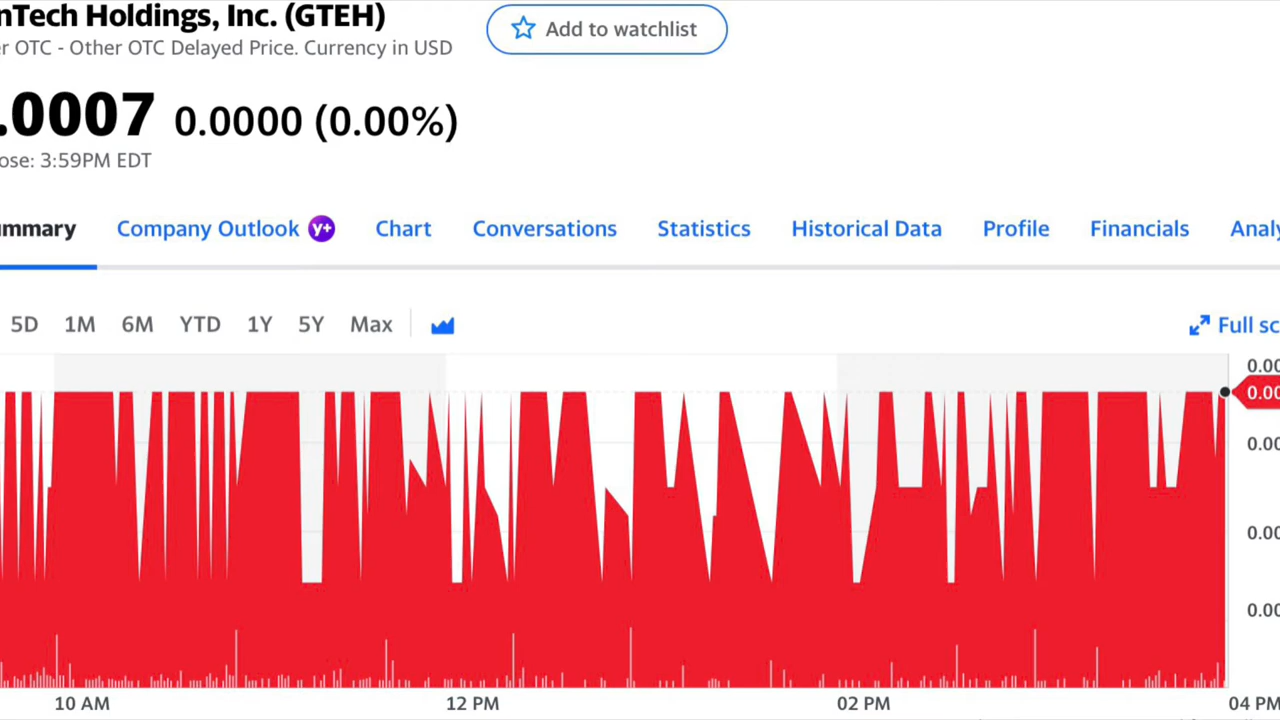 nTech Holdings, Inc. (GTEH)
Add to watchlist
r OTC - Other OTC Delayed Price. Currency in USD
.0007 0.0000 (0.00%)
ose: 3:59PM EDT
mmary Company Outlook y+ Chart Conversations Statistics Historical Data Profile Financials Analy
5D 1M 6M YTD 1Y 5Y Max
Full sc
0.00
0.00
0.00
0.00
0.00
10 AM 12 PM 02 PM 04 PM